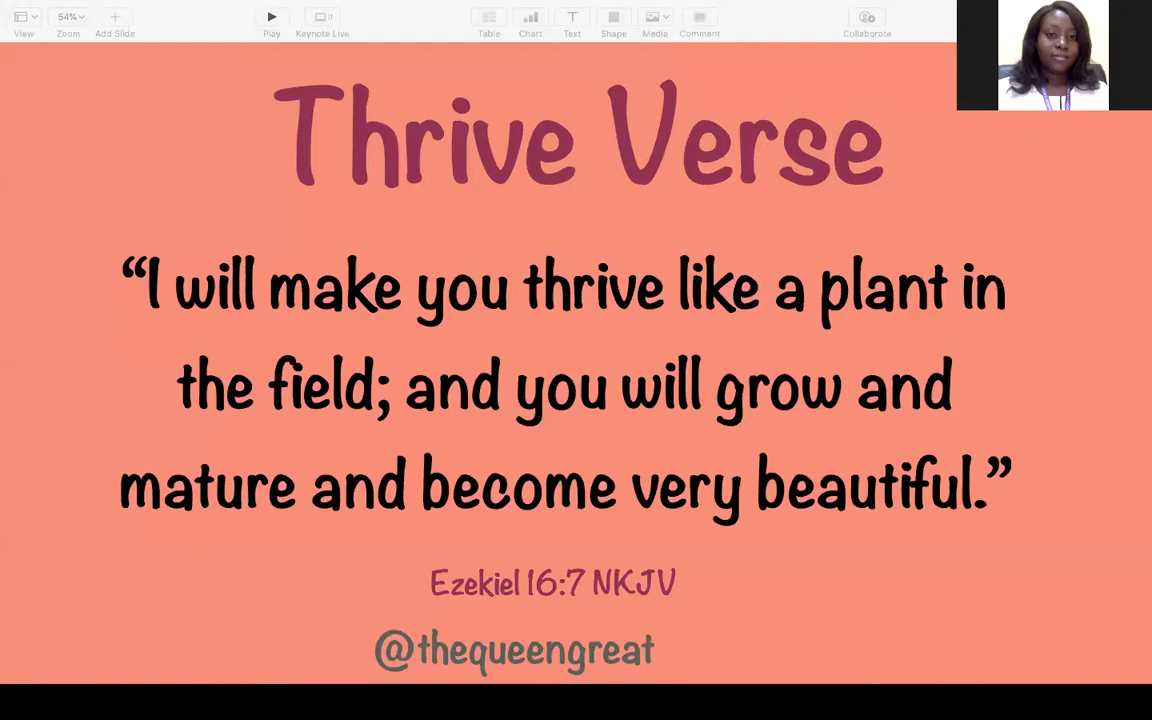 54%
View
Zoom
Add Slide
Play
Keynote Live
Table
Chart
Text
Shape
Media
Comment
Collaborate
Thrive Verse
“I will make you thrive like a plant in
the field; and you will grow and
mature and become very beautiful.”
Ezekiel 16:7 NKJV
@thequeengreat